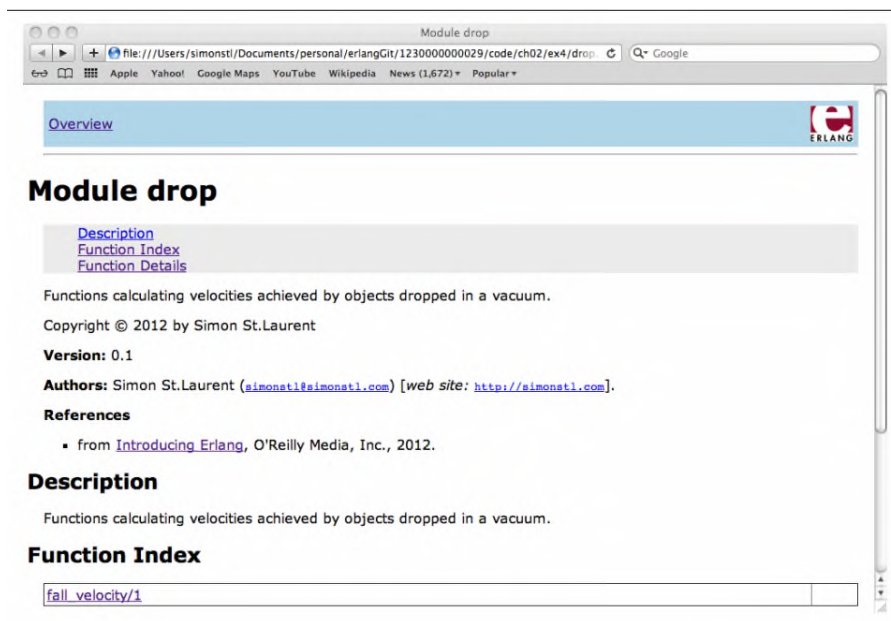 Module drop
file:///Users/simonstl/Documents/personal/erlangGit/1230000000029/code/ch02/ex4/drop.
Google
Apple Yahoo! Google Maps YouTube Wikipedia News (1,672) Popular
Overview
e
ERLANG
Module drop
Description
Function Index
Function Details
Functions calculating velocities achieved by objects dropped in a vacuum.
Copyright © 2012 by Simon St.Laurent
Version: 0.1
Authors: Simon St.Laurent (simonstl@simonstl.com) [web site: http://simonstl.com].
References
▪ from Introducing Erlang, O'Reilly Media, Inc., 2012.
Description
Functions calculating velocities achieved by objects dropped in a vacuum.
Function Index
fall_velocity/1